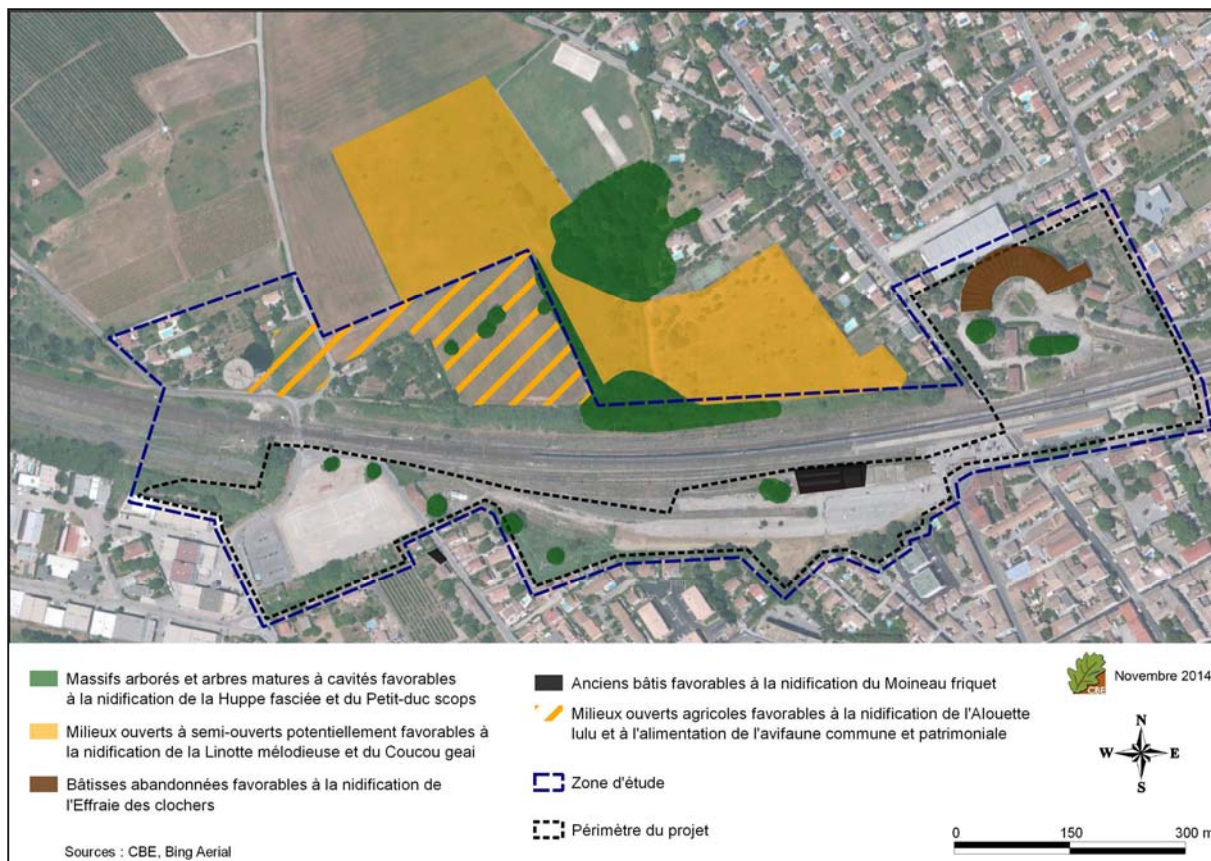 Massifs arborés et arbres matures à cavités favorables
à la nidification de la Huppe fasciée et du Petit-duc scops
Milieux ouverts à semi-ouverts potentiellement favorables à
la nidification de la Linotte mélodieuse et du Coucou geai
Bâtisses abandonnées favorables à la nidification de
l'Effraie des clochers
Sources : CBE, Bing Aerial
Anciens bâtis favorables à la nidification du Moineau friquet
Milieux ouverts agricoles favorables à la nidification de l'Alouette
lulu et à l'alimentation de l'avifaune commune et patrimoniale
Zone d'étude
Périmètre du projet
CBE
Novembre 2014
N
W E
S
0 150 300 m